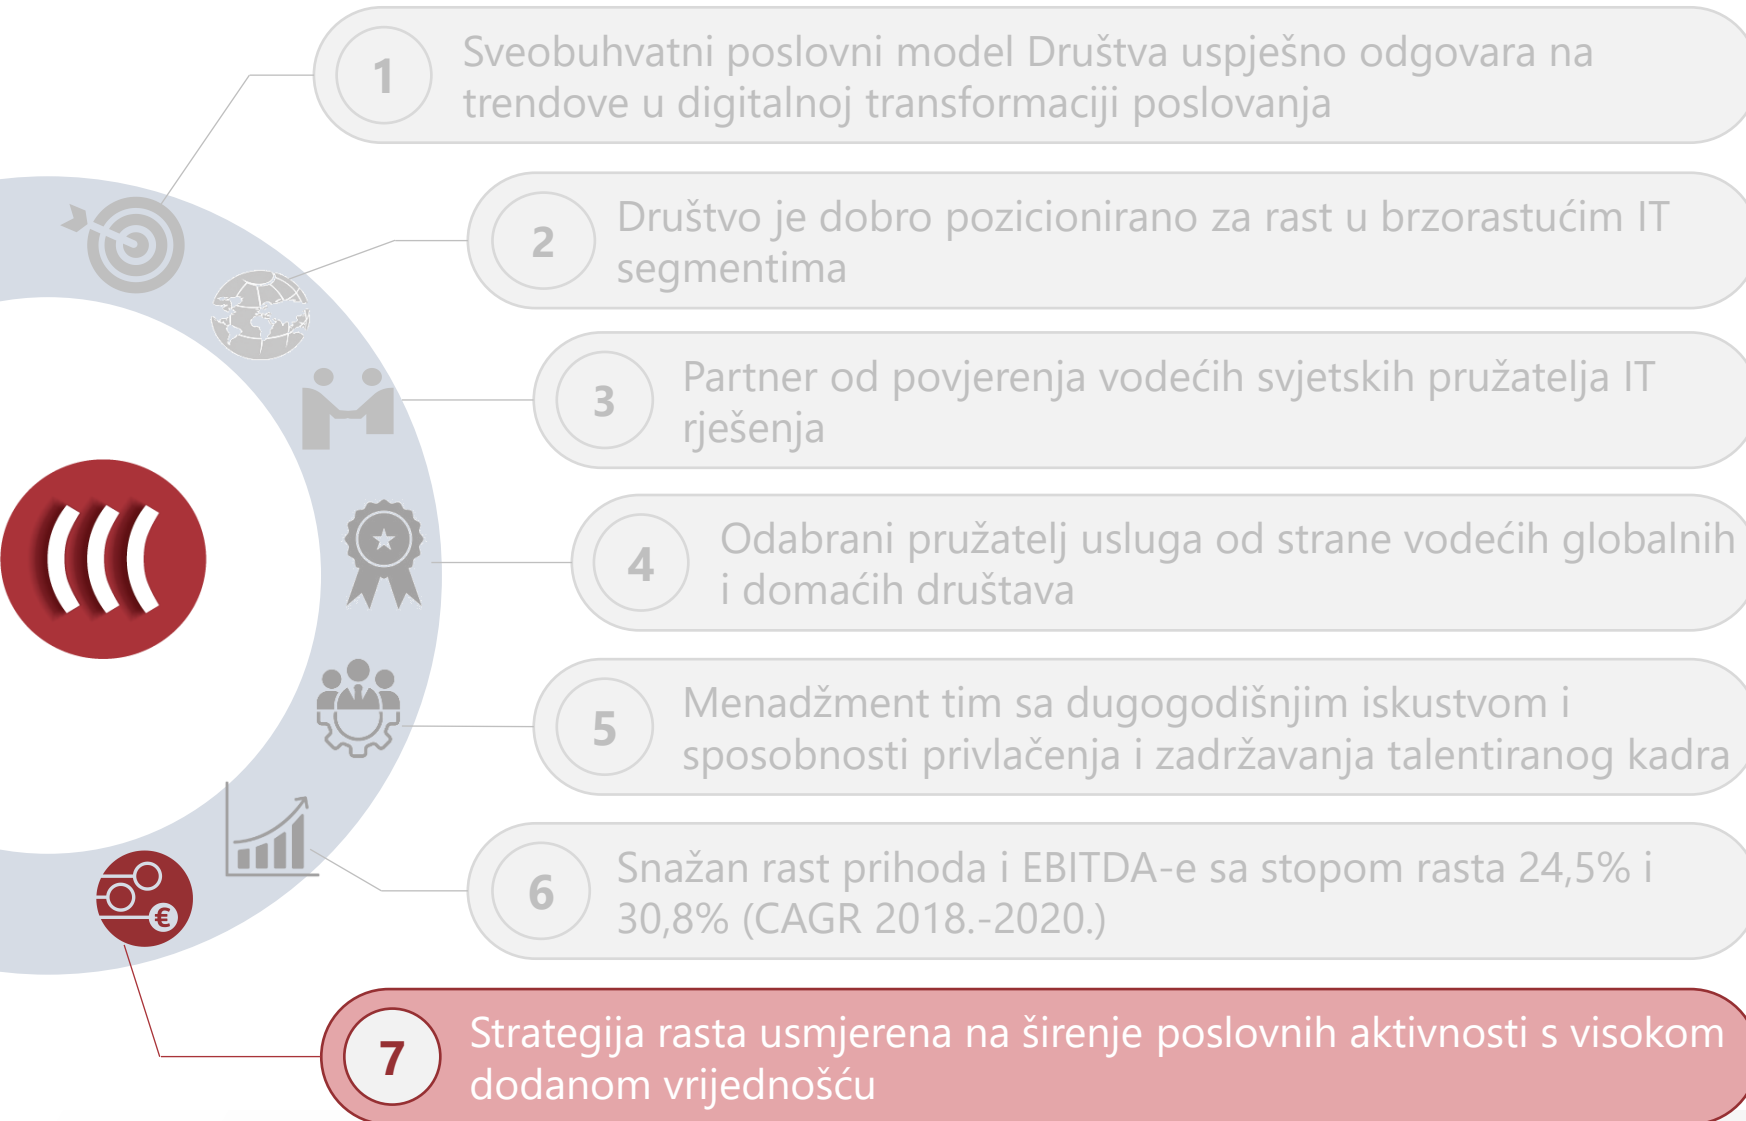 1
Sveobuhvatni poslovni model Društva uspješno odgovara na
trendove u digitalnoj transformaciji poslovanja
2
Društvo je dobro pozicionirano za rast u brzorastućim IT
segmentima
3
Partner od povjerenja vodećih svjetskih pružatelja IT
rješenja
4
Odabrani pružatelj usluga od strane vodećih globalnih
i domaćih društava
5
Menadžment tim sa dugogodišnjim iskustvom i
sposobnosti privlačenja i zadržavanja talentiranog kadra
6
Snažan rast prihoda i EBITDA-e sa stopom rasta 24,5% i
30,8% (CAGR 2018.-2020.)
€
7
Strategija rasta usmjerena na širenje poslovnih aktivnosti s visokom
dodanom vrijednošću